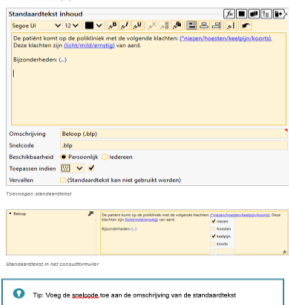 Standaardtekst inhoud
Segoe UI 12
De patiënt komt op de polikliniek met de volgende klachten: (*niezen/hoesten/keelpijn/koorts).
Deze klachten zijn (licht/mild/ernstig) van aard.
Bijzonderheden: (...)
Omschrijving Beloop (.blp)
Snelcode .blp
Beschikbaarheid Persoonlijk Iedereen
Toepassen indien
Vervallen (Standaardtekst kan niet gebruikt worden)
Toevoegen standaardtekst
Beloop
De patiënt komt op de polikliniek met de volgende klachten: (*niezen/hoesten/keelpijn/koorts). Deze
klachten zijn (licht/mild/ernstig) van aard.
Bijzonderheden: (...)
niezen
hoesten
keelpijn
koorts
Standaardtekst in het consultformulier
Tip: Voeg de snelcode toe aan de omschrijving van de standaardtekst